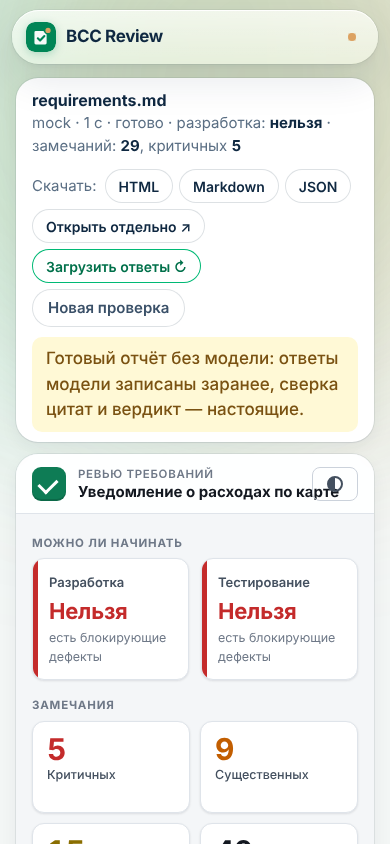 BCC Review
requirements.md
mock · 1 с · готово · разработка: нельзя ·
замечаний: 29, критичных 5
Скачать: HTML Markdown JSON
Открыть отдельно ↗
Загрузить ответы ↻
Новая проверка
Готовый отчёт без модели: ответы
модели записаны заранее, сверка
цитат и вердикт — настоящие.
РЕВЬЮ ТРЕБОВАНИЙ
Уведомление о расходах по карте
МОЖНО ЛИ НАЧИНАТЬ
Разработка
Нельзя
есть блокирующие
дефекты
Тестирование
Нельзя
есть блокирующие
дефекты
ЗАМЕЧАНИЯ
5
Критичных
9
Существенных